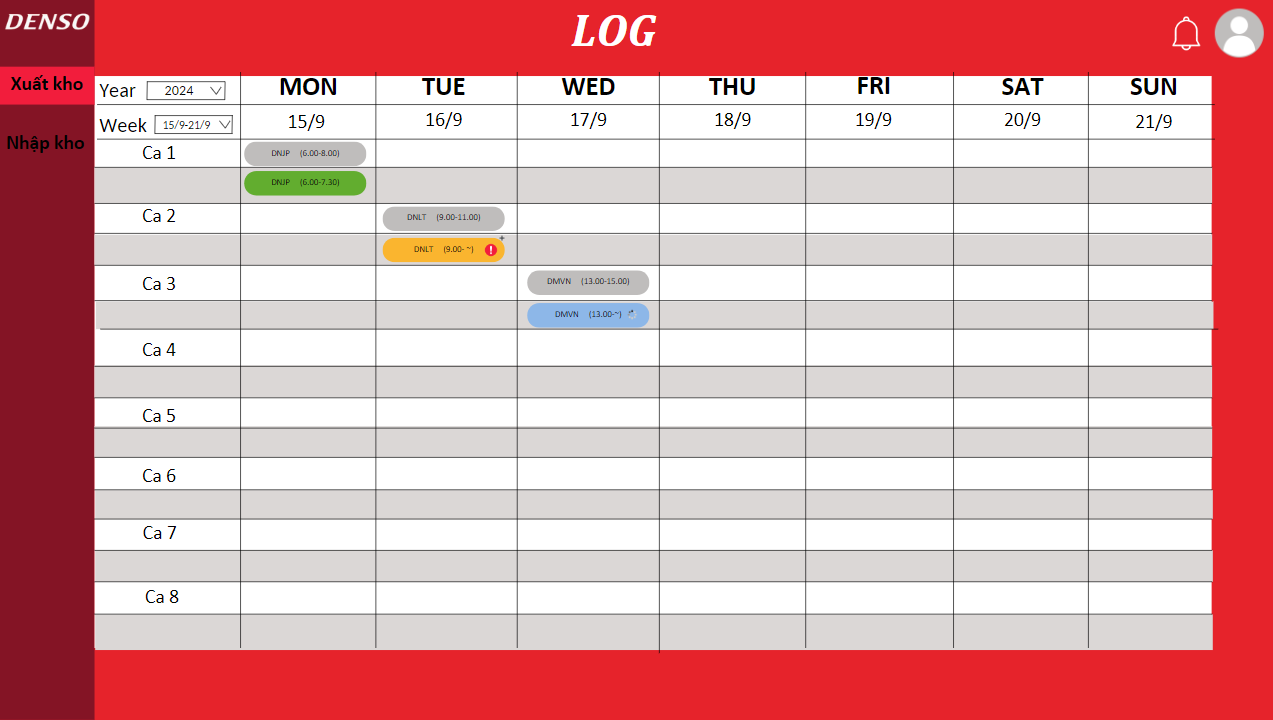 DENSO
LOG
Xuất kho
Nhập kho
Year 2024 MON TUE WED THU FRI SAT SUN
Week 15/9-21/9 15/9 16/9 17/9 18/9 19/9 20/9 21/9
Ca 1 DNJP (6.00-8.00)
DNJP (6.00-7.30)
Ca 2 DNLT (9.00-11.00)
DNLT (9.00- ~) !
Ca 3 DMVN (13.00-15.00)
DMVN (13.00-~)
Ca 4
Ca 5
Ca 6
Ca 7
Ca 8